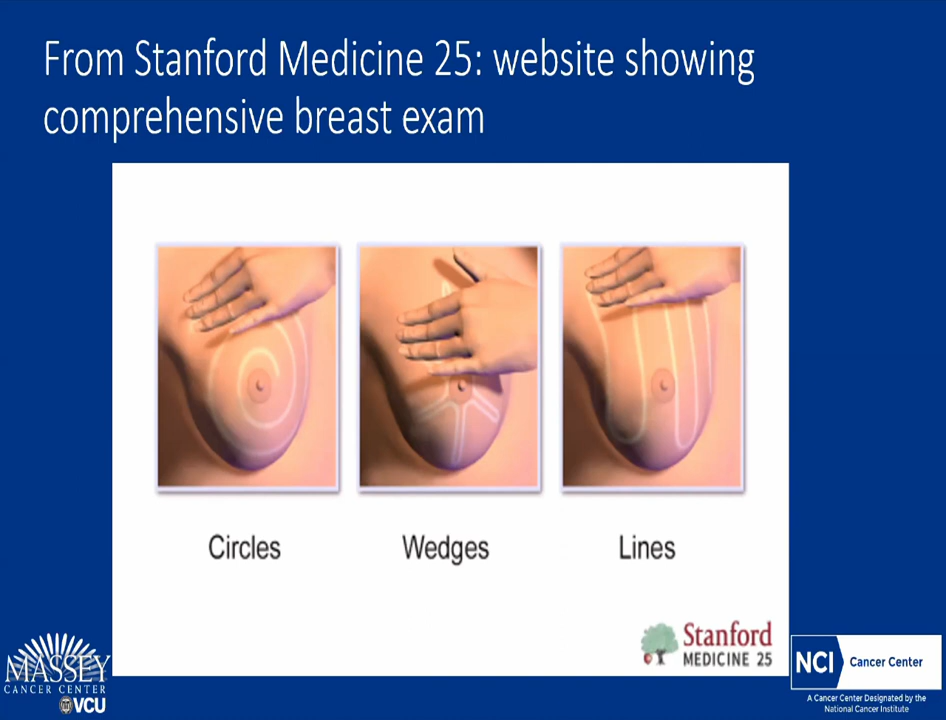 From Stanford Medicine 25: website showing
comprehensive breast exam
Circles
Wedges
Lines
Stanford
MEDICINE 25
MASSEY
CANCER CENTER
VCU
NCI
Cancer Center
A Cancer Center Designated by the
National Cancer Institute